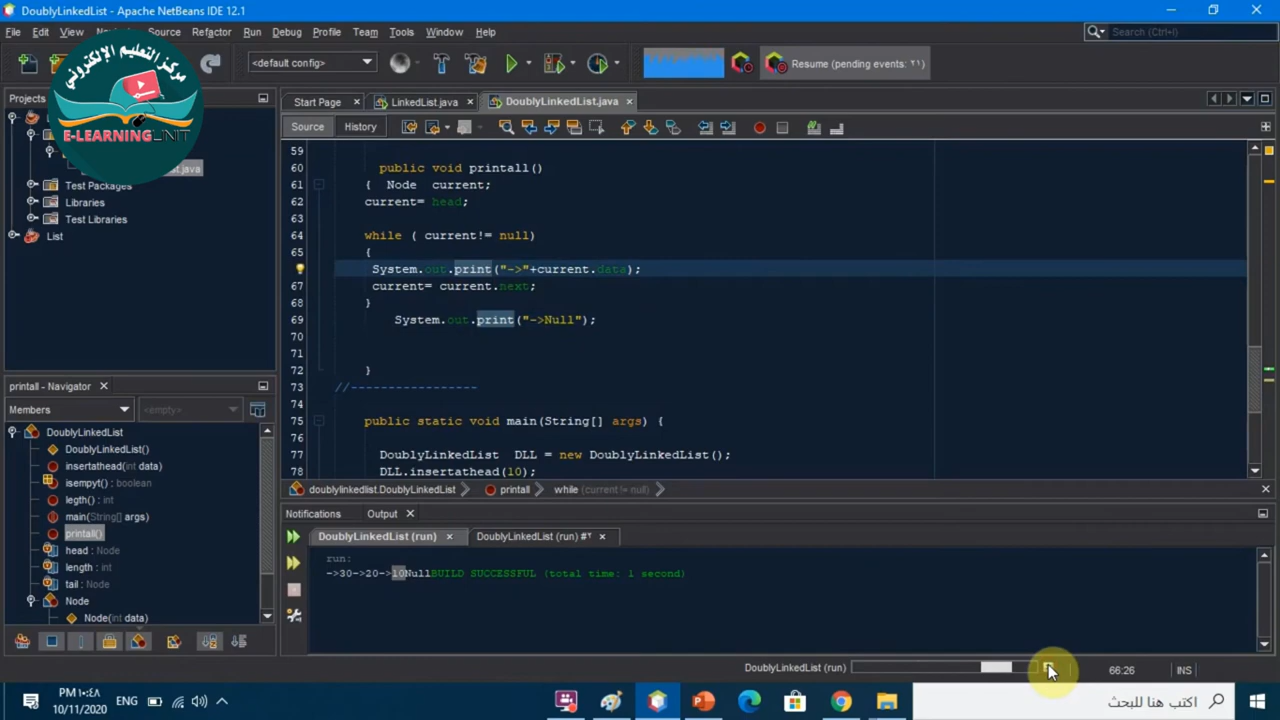 DoublyLinkedList - Apache NetBeans IDE 12.1
File Edit View Source Refactor Run Debug Profile Team Tools Window Help
Search (Ctrl+I)
<default config>
Resume (pending events: ٢١)
مركز التعليم الإلكتروني
E-LEARNING UNIT
Projects
Start Page
LinkedList.java
DoublyLinkedList.java
Source
History
Test Packages
Libraries
Test Libraries
List
59
60 public void printall()
61 { Node current;
62 current= head;
63
64 while ( current!= null)
65 {
System.out.print("->"+current.data);
67 current= current.next;
68 }
69 System.out.print("->Null");
70
71
72 }
73 //-----------------
74
75 public static void main(String[] args) {
76
77 DoublyLinkedList DLL = new DoublyLinkedList();
78 DLL.insertathead(10);
printall - Navigator
Members
<empty>
DoublyLinkedList
DoublyLinkedList()
insertathead(int data)
isempyt() : boolean
legth() : int
main(String[] args)
printall()
head : Node
length : int
tail : Node
Node
Node(int data)
doublylinkedlist.DoublyLinkedList
printall
while (current != null)
Notifications
Output
DoublyLinkedList (run)
DoublyLinkedList (run) #٢
run:
->30->20->10NullBUILD SUCCESSFUL (total time: 1 second)
DoublyLinkedList (run)
66:26
INS
PM ١٠:٤٨
10/11/2020
ENG
اكتب هنا للبحث